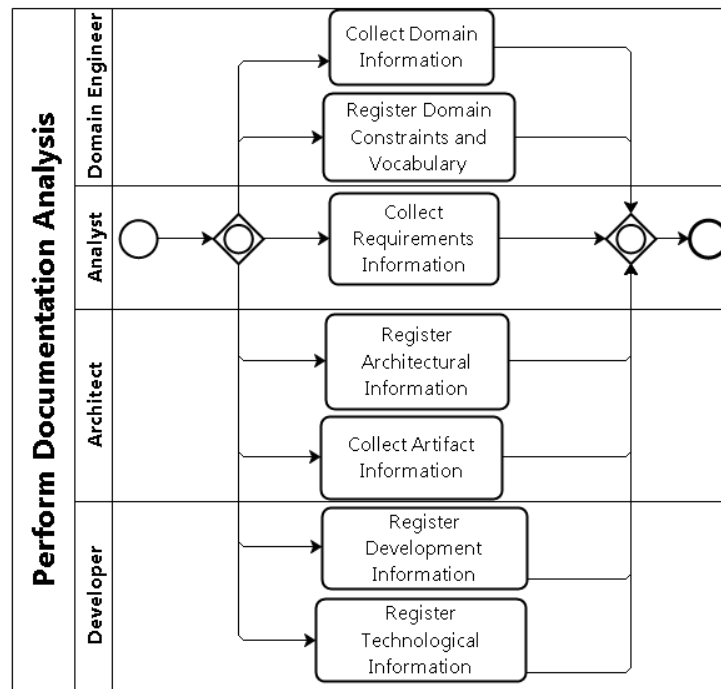 Perform Documentation Analysis
Domain Engineer
Collect Domain
Information
Register Domain
Constraints and
Vocabulary
Analyst
Collect
Requirements
Information
Architect
Register
Architectural
Information
Collect Artifact
Information
Developer
Register
Development
Information
Register
Technological
Information